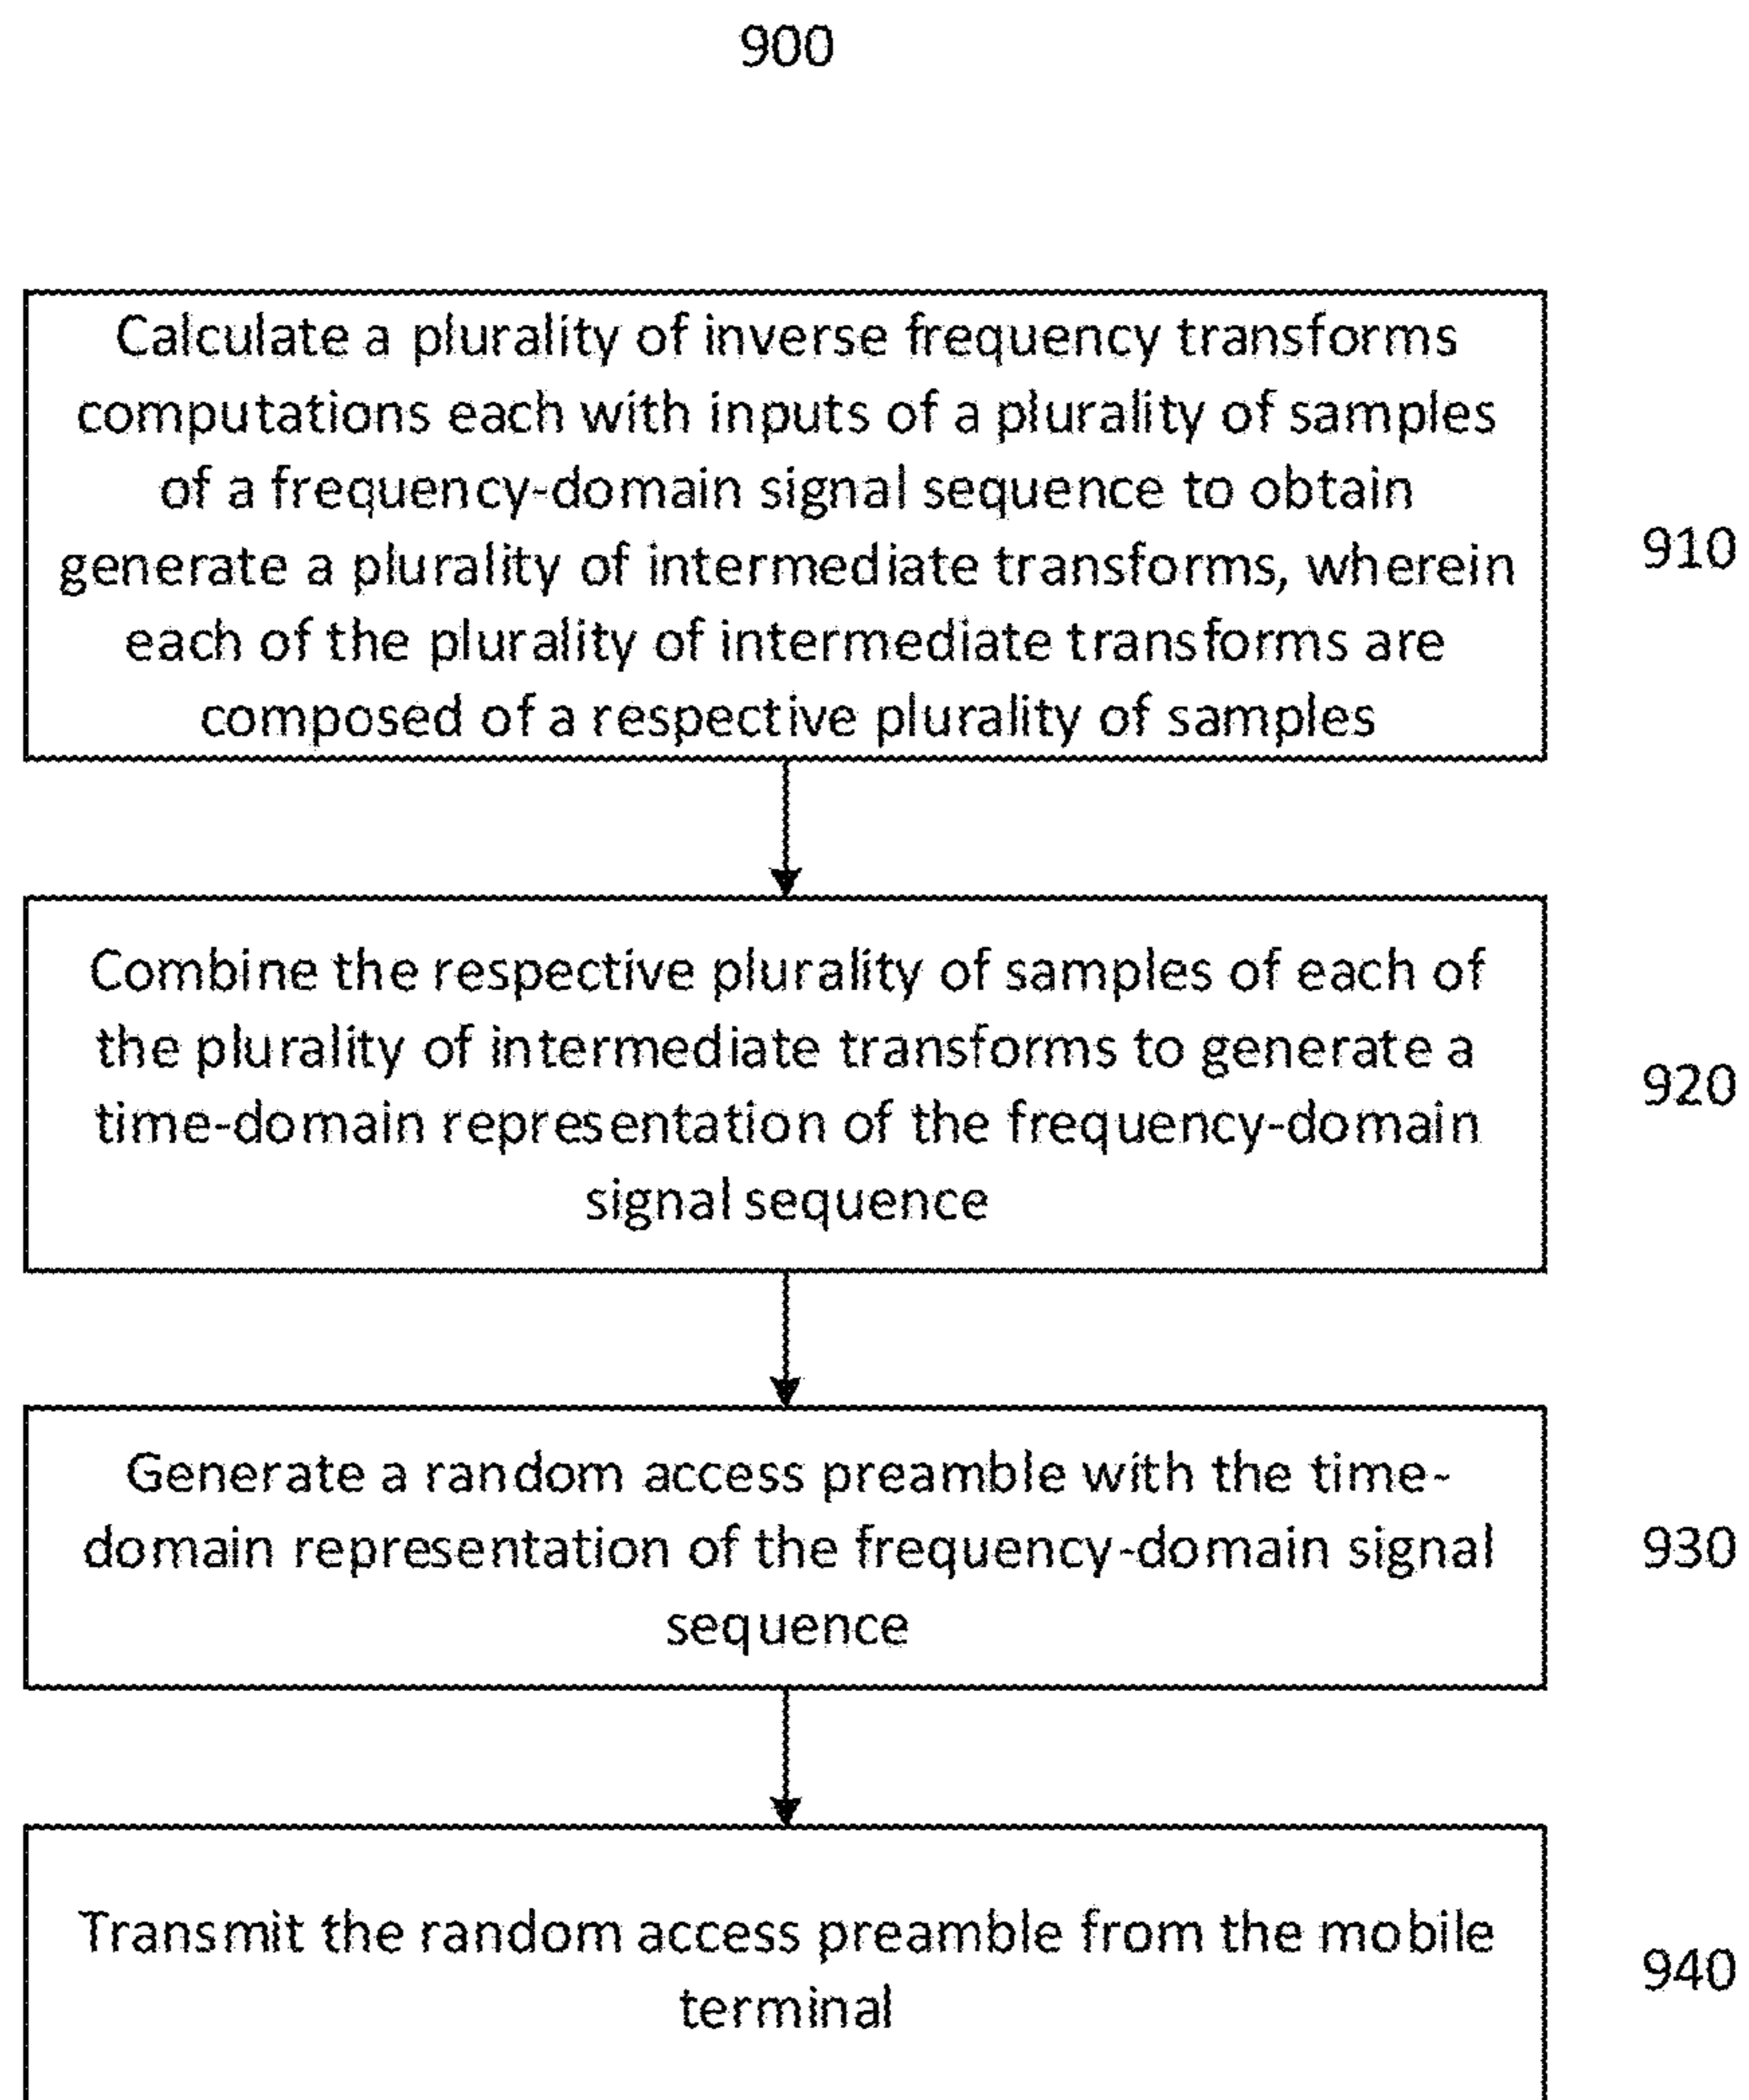 900
Calculate a plurality of inverse frequency transforms
computations each with inputs of a plurality of samples
of a frequency-domain signal sequence to obtain
generate a plurality of intermediate transforms, wherein
each of the plurality of intermediate transforms are
composed of a respective plurality of samples
910
Combine the respective plurality of samples of each of
the plurality of intermediate transforms to generate a
time-domain representation of the frequency-domain
signal sequence
920
Generate a random access preamble with the time-
domain representation of the frequency-domain signal
sequence
930
Transmit the random access preamble from the mobile
terminal
940